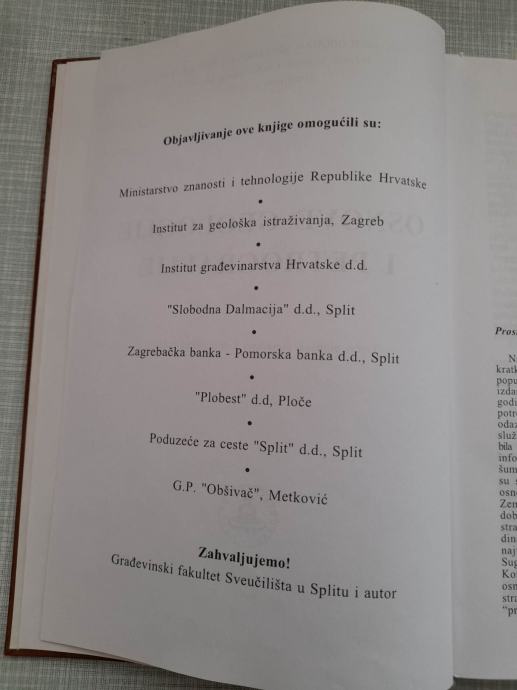 Objavljivanje ove knjige omogućili su:
Ministarstvo znanosti i tehnologije Republike Hrvatske
•
Institut za geološka istraživanja, Zagreb
•
Institut građevinarstva Hrvatske d.d.
•
"Slobodna Dalmacija" d.d., Split
•
Zagrebačka banka - Pomorska banka d.d., Split
•
"Plobest" d.d, Ploče
•
Poduzeće za ceste "Split" d.d., Split
•
G.P. "Obšivač", Metković
Zahvaljujemo!
Građevinski fakultet Sveučilišta u Splitu i autor